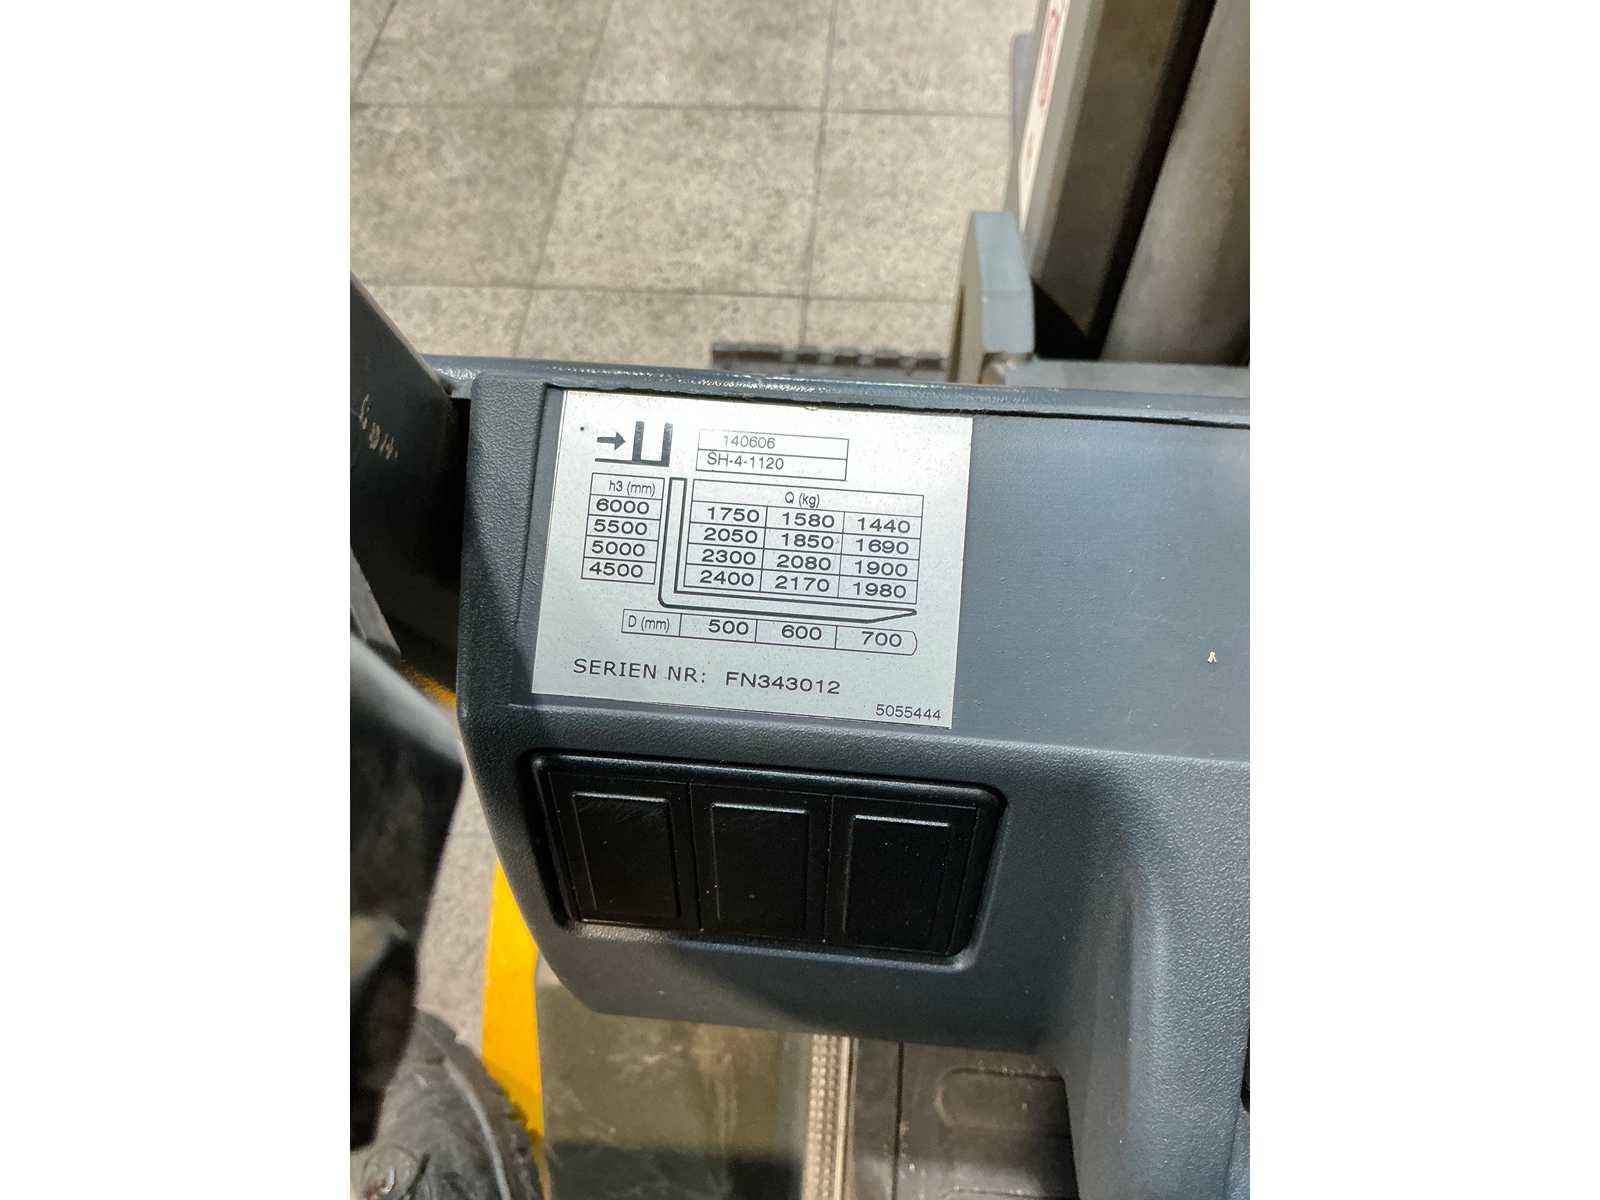 140606
SH-4-1120
h3 (mm) Q (kg)
6000 1750 1580 1440
5500 2050 1850 1690
5000 2300 2080 1900
4500 2400 2170 1980
D (mm) 500 600 700
SERIEN NR: FN343012
5055444